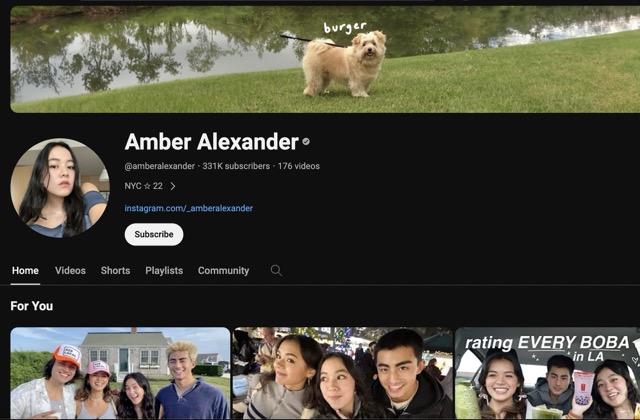 burger
Amber Alexander
@amberalexander · 331K subscribers · 176 videos
NYC ☆ 22
instagram.com/_amberalexander
Subscribe
Home Videos Shorts Playlists Community
For You
rating EVERY BOBA
in LA